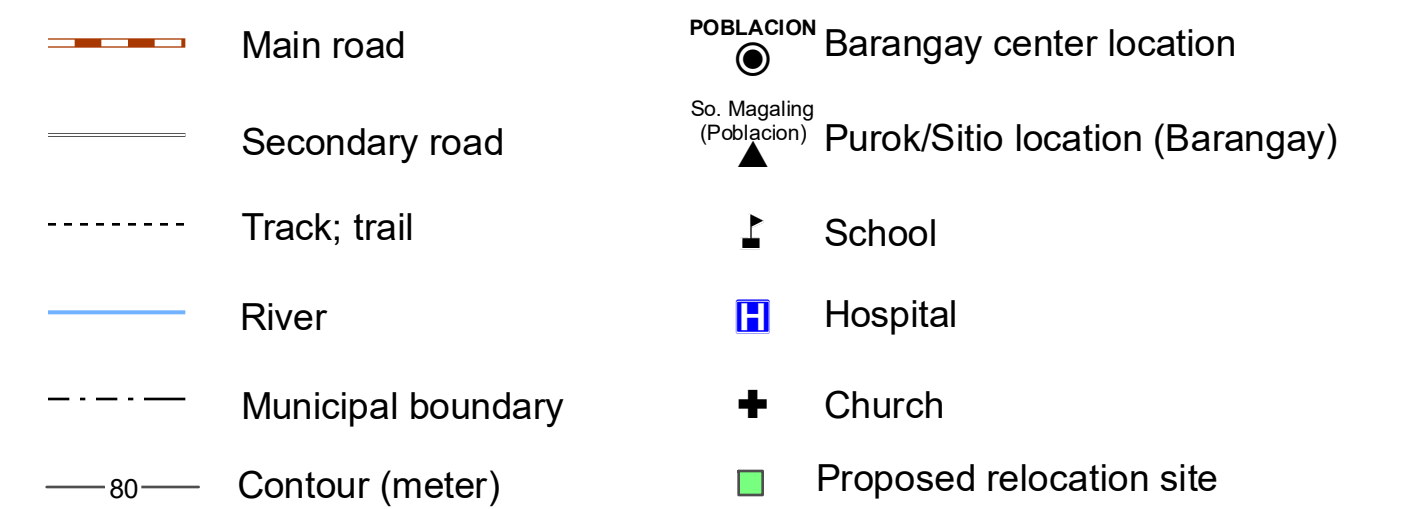 Main road
Secondary road
Track; trail
River
Municipal boundary
80
Contour (meter)
POBLACION
Barangay center location
So. Magaling
(Poblacion)
Purok/Sitio location (Barangay)
School
H
Hospital
Church
Proposed relocation site